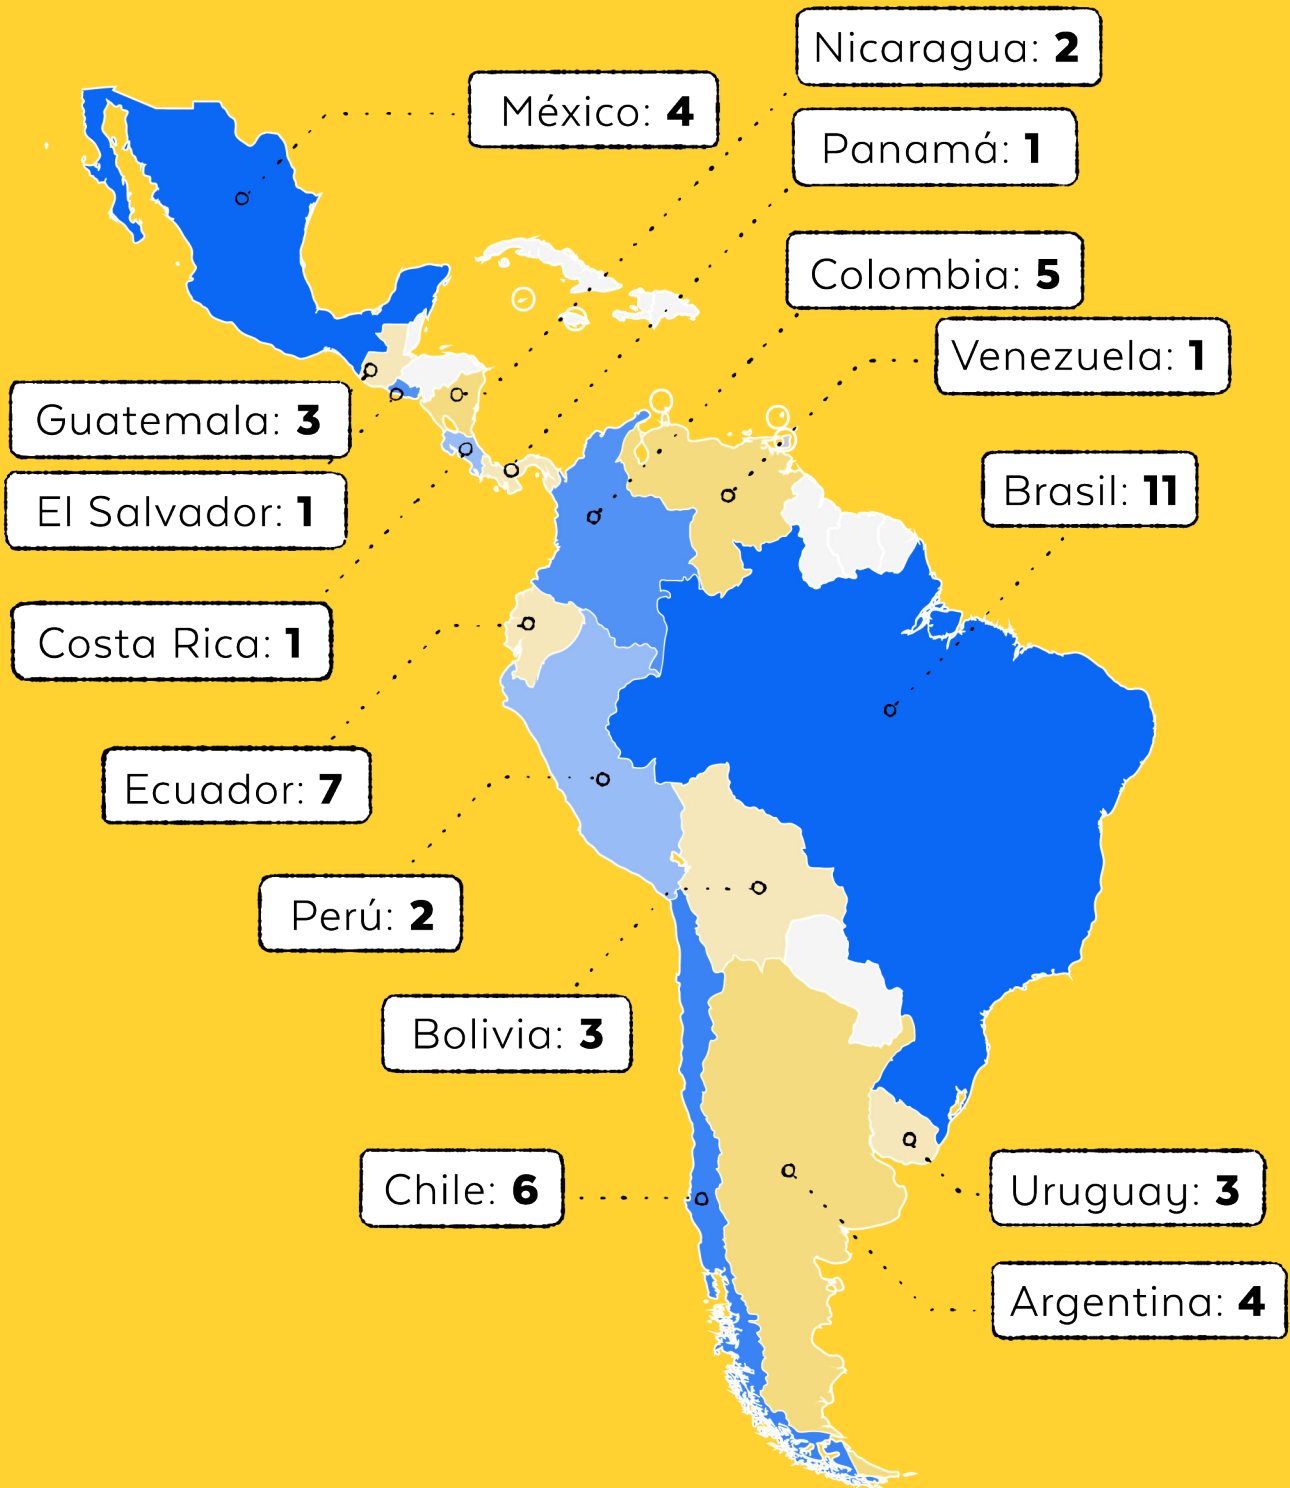 Nicaragua: 2
México: 4
Panamá: 1
Colombia: 5
Venezuela: 1
Guatemala: 3
El Salvador: 1
Brasil: 11
Costa Rica: 1
Ecuador: 7
Perú: 2
Bolivia: 3
Chile: 6
Uruguay: 3
Argentina: 4